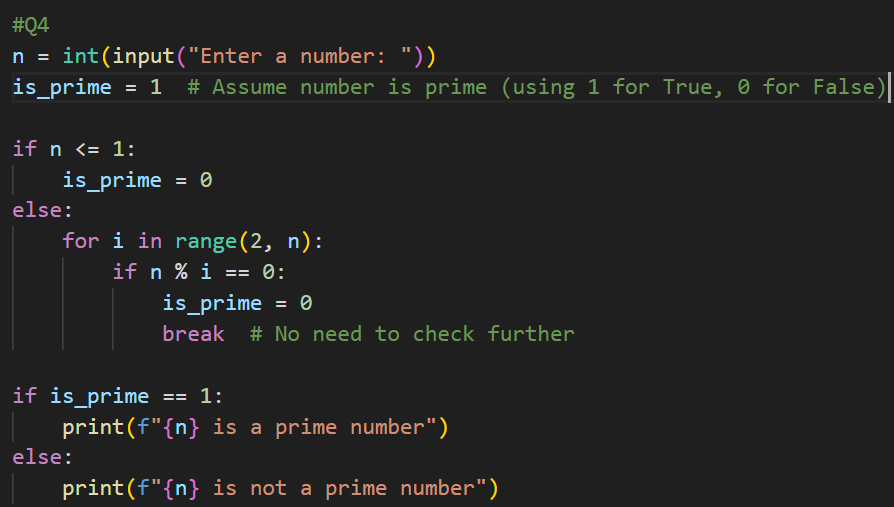 #Q4
n = int(input("Enter a number: "))
is_prime = 1  # Assume number is prime (using 1 for True, 0 for False)
if n <= 1:
    is_prime = 0
else:
    for i in range(2, n):
        if n % i == 0:
            is_prime = 0
            break  # No need to check further
if is_prime == 1:
    print(f"{n} is a prime number")
else:
    print(f"{n} is not a prime number")